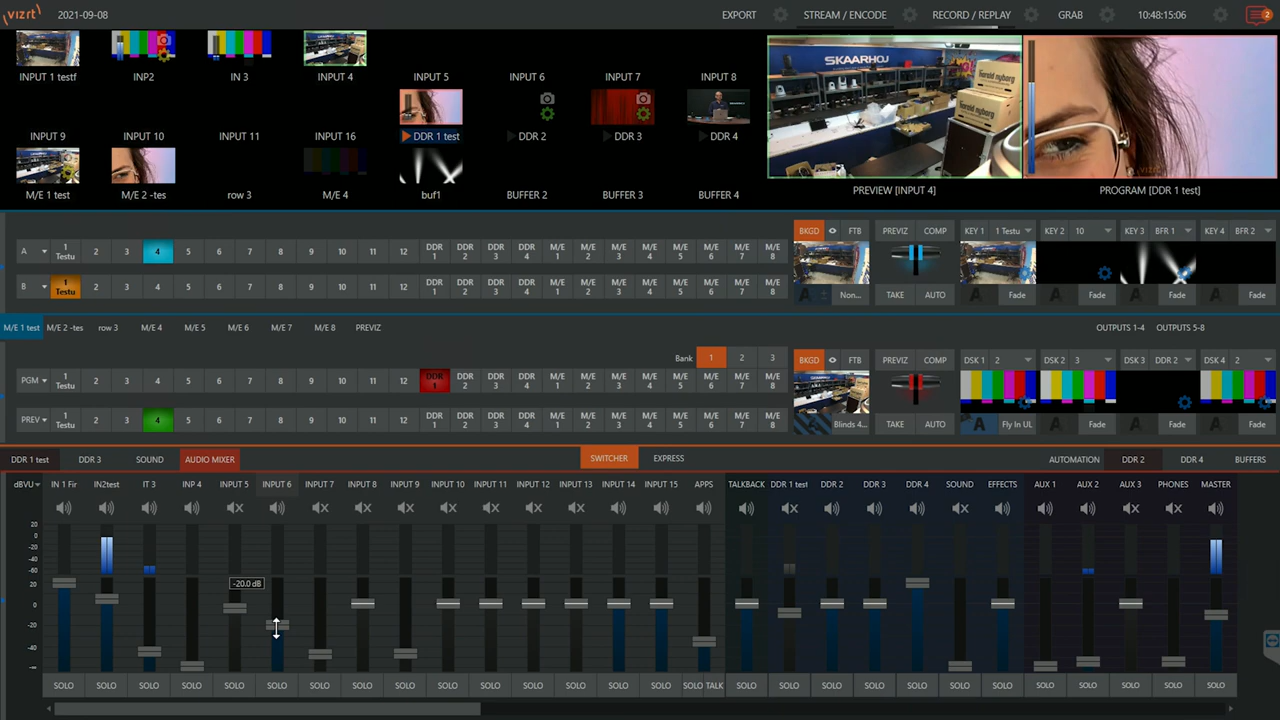 vizrt 2021-09-08 EXPORT STREAM / ENCODE RECORD / REPLAY GRAB 10:48:15:06 2
INPUT 1 testf INP2 IN 3 INPUT 4 INPUT 5 INPUT 6 INPUT 7 INPUT 8
SKAARHOJ
Harald nyborg
Harald nyborg
INPUT 9 INPUT 10 INPUT 11 INPUT 16 DDR 1 test DDR 2 DDR 3 DDR 4
vizrt
M/E 1 test M/E 2 -tes row 3 M/E 4 buf1 BUFFER 2 BUFFER 3 BUFFER 4
PREVIEW [INPUT 4] PROGRAM [DDR 1 test]
BKGD FTB PREVIZ COMP KEY 1 1 Testu KEY 2 10 KEY 3 BFR 1 KEY 4 BFR 2
A 1 Testu 2 3 4 5 6 7 8 9 10 11 12 DDR 1 DDR 2 DDR 3 DDR 4 M/E 1 M/E 2 M/E 3 M/E 4 M/E 5 M/E 6 M/E 7 M/E 8
B 1 Testu 2 3 4 5 6 7 8 9 10 11 12 DDR 1 DDR 2 DDR 3 DDR 4 M/E 1 M/E 2 M/E 3 M/E 4 M/E 5 M/E 6 M/E 7 M/E 8
Non... TAKE AUTO A Fade A Fade A Fade A Fade
M/E 1 test M/E 2 -tes row 3 M/E 4 M/E 5 M/E 6 M/E 7 M/E 8 PREVIZ OUTPUTS 1-4 OUTPUTS 5-8
Bank 1 2 3
BKGD FTB PREVIZ COMP DSK 1 2 DSK 2 3 DSK 3 DDR 2 DSK 4 2
PGM 1 Testu 2 3 4 5 6 7 8 9 10 11 12 DDR 1 DDR 2 DDR 3 DDR 4 M/E 1 M/E 2 M/E 3 M/E 4 M/E 5 M/E 6 M/E 7 M/E 8
PREV 1 Testu 2 3 4 5 6 7 8 9 10 11 12 DDR 1 DDR 2 DDR 3 DDR 4 M/E 1 M/E 2 M/E 3 M/E 4 M/E 5 M/E 6 M/E 7 M/E 8
Blinds 4... TAKE AUTO A Fly In UL A Fade A Fade A Fade
DDR 1 test DDR 3 SOUND AUDIO MIXER SWITCHER EXPRESS AUTOMATION DDR 2 DDR 4 BUFFERS
dBVU IN 1 Fir IN2test IT 3 INP 4 INPUT 5 INPUT 6 INPUT 7 INPUT 8 INPUT 9 INPUT 10 INPUT 11 INPUT 12 INPUT 13 INPUT 14 INPUT 15 APPS TALKBACK DDR 1 test DDR 2 DDR 3 DDR 4 SOUND EFFECTS AUX 1 AUX 2 AUX 3 PHONES MASTER
20
0
-20
-40
-60
20
-20.0 dB
0
-20
-40
-∞
SOLO SOLO SOLO SOLO SOLO SOLO SOLO SOLO SOLO SOLO SOLO SOLO SOLO SOLO SOLO SOLO TALK SOLO SOLO SOLO SOLO SOLO SOLO SOLO SOLO SOLO SOLO SOLO SOLO